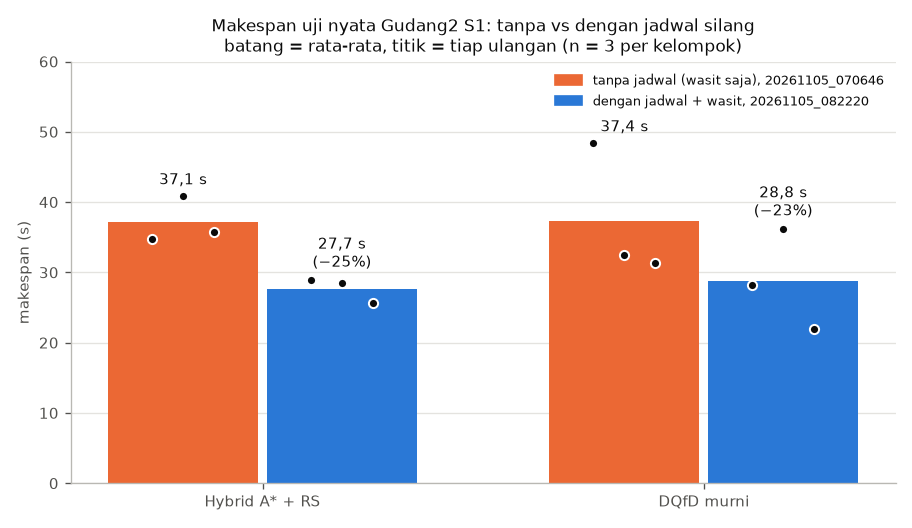 Makespan uji nyata Gudang2 S1: tanpa vs dengan jadwal silang
batang = rata-rata, titik = tiap ulangan (n = 3 per kelompok)
60
50
40
30
20
10
0
makespan (s)
tanpa jadwal (wasit saja), 20261105_070646
dengan jadwal + wasit, 20261105_082220
37,1 s
27,7 s
(−25%)
37,4 s
28,8 s
(−23%)
Hybrid A* + RS
DQfD murni